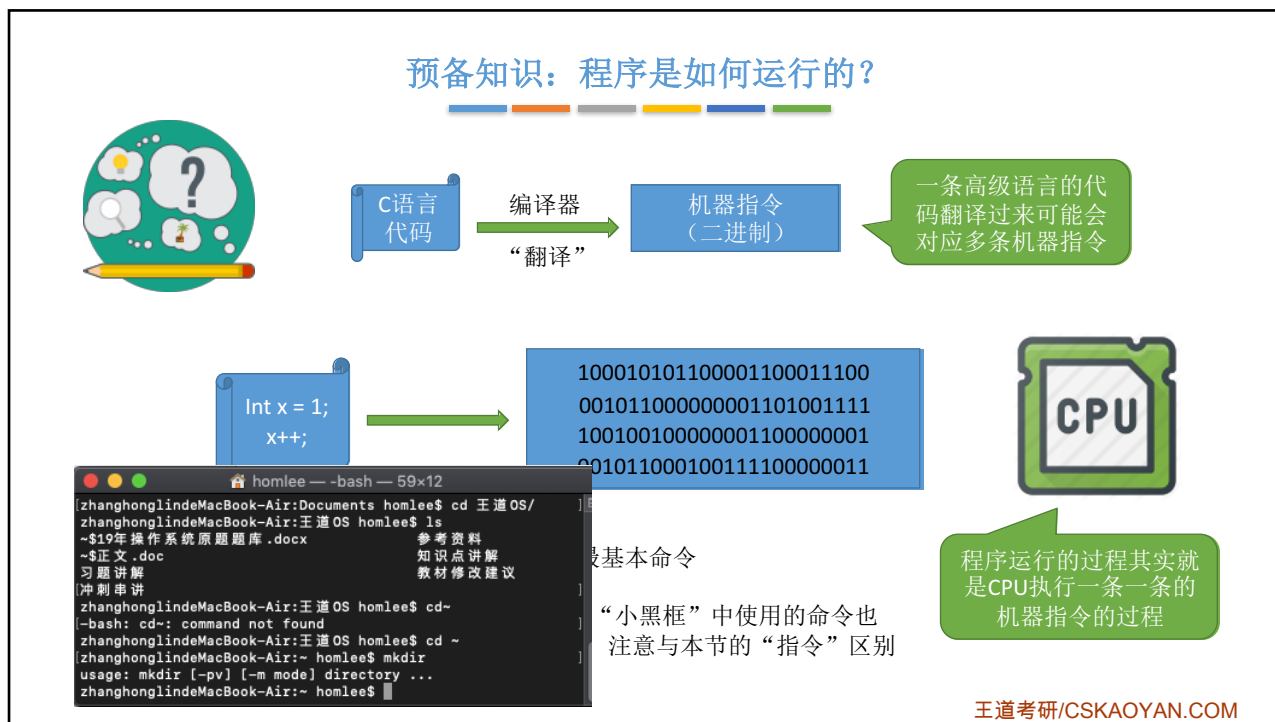 预备知识：程序是如何运行的？
C语言
代码
编译器
“翻译”
机器指令
（二进制）
一条高级语言的代
码翻译过来可能会
对应多条机器指令
Int x = 1;
x++;
100010101100001100011100
001011000000001101001111
100100100000001100000001
001011000100111100000011
CPU
程序运行的过程其实就
是CPU执行一条一条的
机器指令的过程
基本命令
“小黑框”中使用的命令也
注意与本节的“指令”区别
homlee — -bash — 59×12
[zhanghonglindeMacBook-Air:Documents homlee$ cd 王道OS/ ]
zhanghonglindeMacBook-Air:王道OS homlee$ ls
~$19年操作系统原题题库.docx 参考资料
~$正文.doc 知识点讲解
习题讲解 教材修改建议
[冲刺串讲 ]
zhanghonglindeMacBook-Air:王道OS homlee$ cd~
[-bash: cd~: command not found ]
zhanghonglindeMacBook-Air:王道OS homlee$ cd ~
[zhanghonglindeMacBook-Air:~ homlee$ mkdir ]
usage: mkdir [-pv] [-m mode] directory ...
zhanghonglindeMacBook-Air:~ homlee$
王道考研/CSKAOYAN.COM